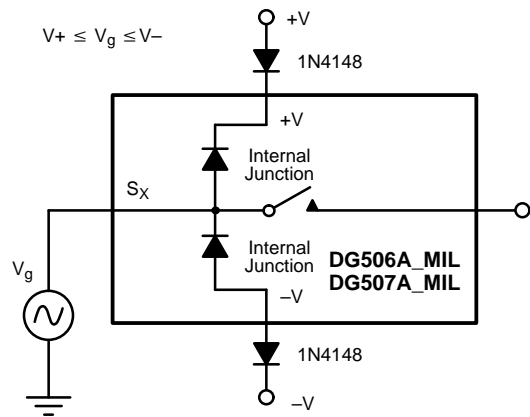 +V
V+ ≤ Vg ≤ V–
1N4148
+V
Internal
Junction
SX
Internal
Junction
DG506A_MIL
DG507A_MIL
Vg
–V
1N4148
–V